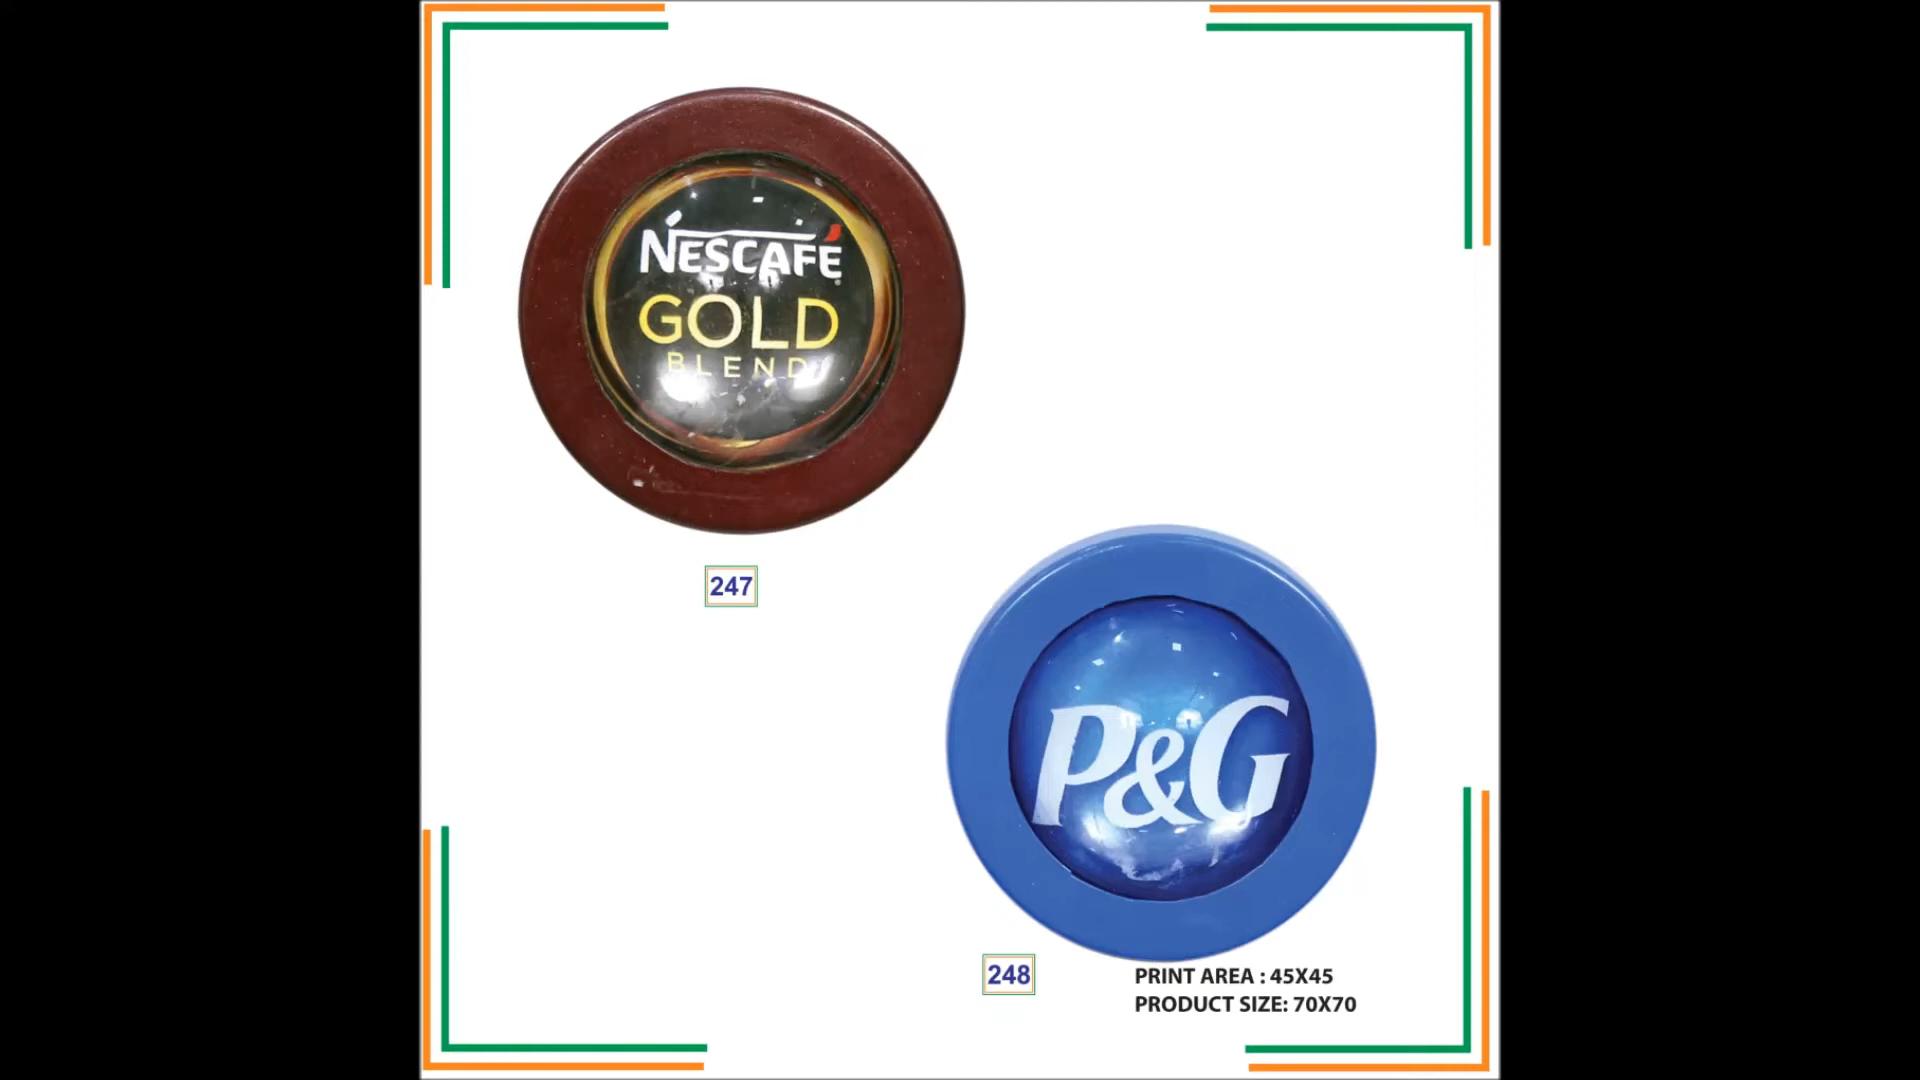 NESCAFÉ
GOLD
BLEND
247
P&G
248
PRINT AREA : 45X45
PRODUCT SIZE: 70X70